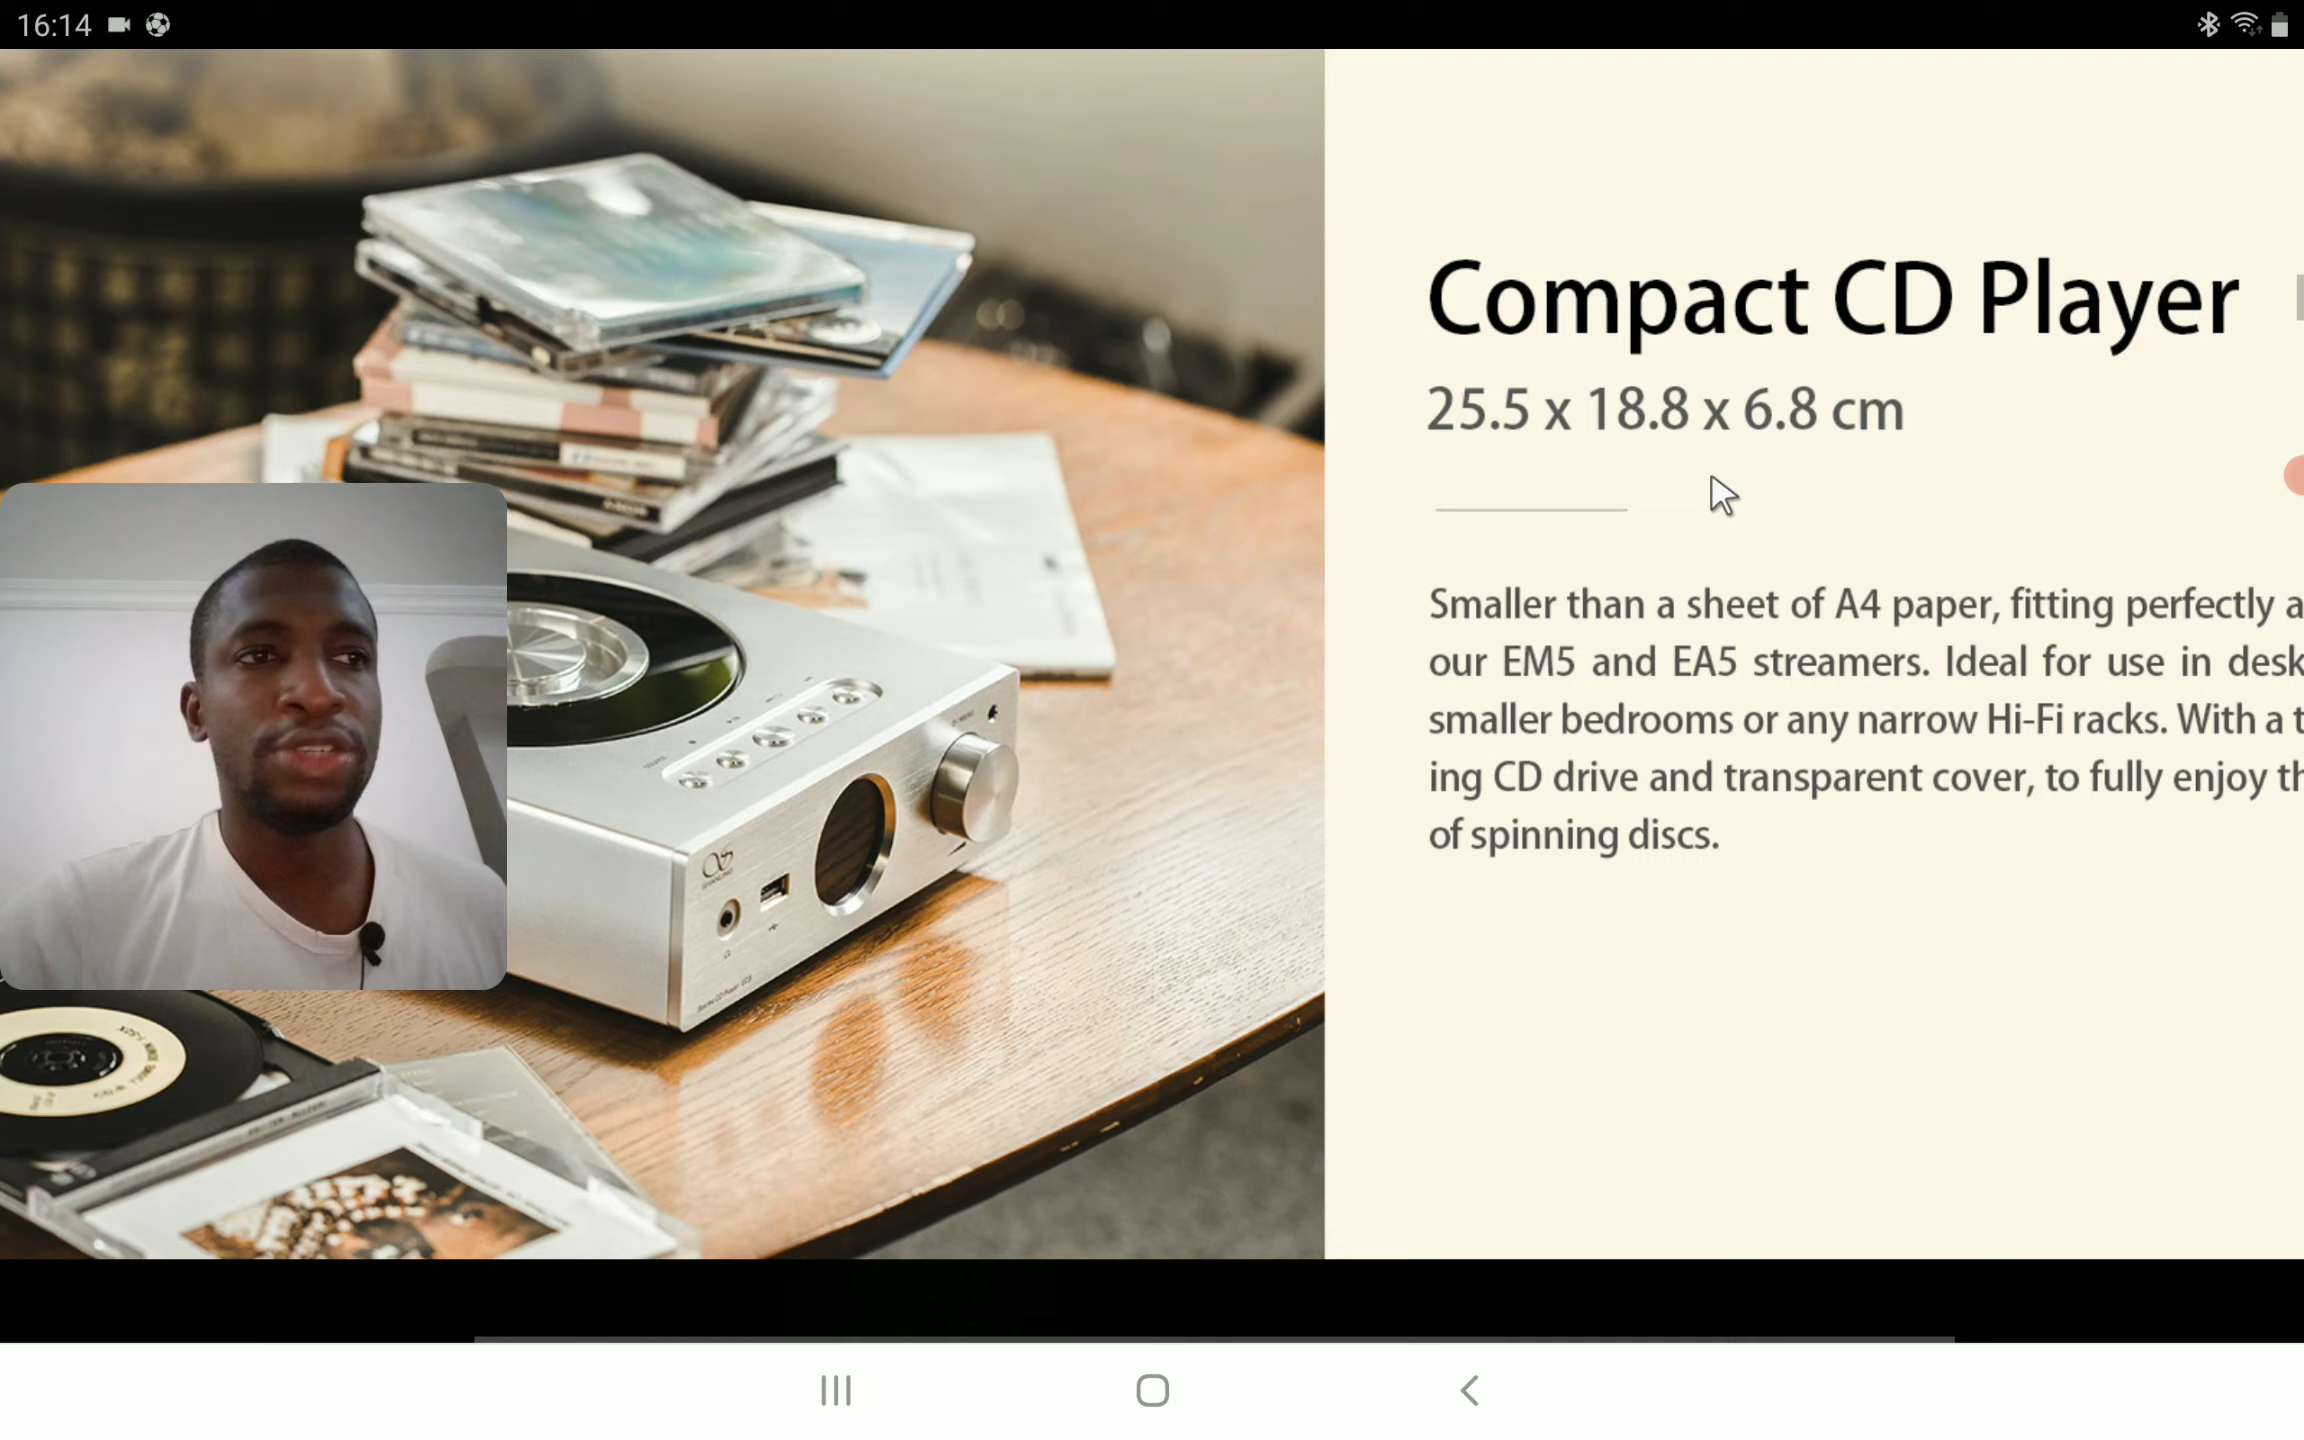 16:14
Compact CD Player
25.5 x 18.8 x 6.8 cm
Smaller than a sheet of A4 paper, fitting perfectly a
our EM5 and EA5 streamers. Ideal for use in desk
smaller bedrooms or any narrow Hi-Fi racks. With a t
ing CD drive and transparent cover, to fully enjoy th
of spinning discs.
SHANLING